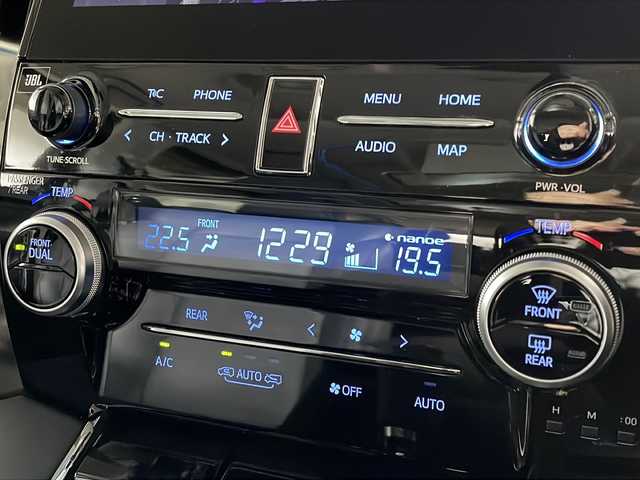 JBL
T/C PHONE
CH · TRACK
TUNE·SCROLL
MENU HOME
AUDIO MAP
PWR·VOL
PASSENGER
/REAR
TEMP
FRONT
DUAL
22.5 FRONT 12:29 nanoe 19.5
TEMP
FRONT
REAR
REAR
A/C
AUTO
OFF
AUTO
H M :00